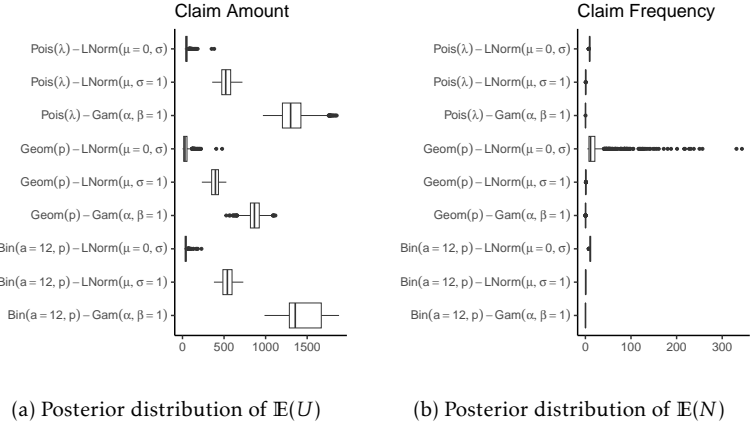 Claim Amount
Pois(λ) − LNorm(μ = 0, σ)
Pois(λ) − LNorm(μ, σ = 1)
Pois(λ) − Gam(α, β = 1)
Geom(p) − LNorm(μ = 0, σ)
Geom(p) − LNorm(μ, σ = 1)
Geom(p) − Gam(α, β = 1)
Bin(a = 12, p) − LNorm(μ = 0, σ)
Bin(a = 12, p) − LNorm(μ, σ = 1)
Bin(a = 12, p) − Gam(α, β = 1)
0 500 1000 1500
(a) Posterior distribution of 𝔼(U)
Claim Frequency
Pois(λ) − LNorm(μ = 0, σ)
Pois(λ) − LNorm(μ, σ = 1)
Pois(λ) − Gam(α, β = 1)
Geom(p) − LNorm(μ = 0, σ)
Geom(p) − LNorm(μ, σ = 1)
Geom(p) − Gam(α, β = 1)
Bin(a = 12, p) − LNorm(μ = 0, σ)
Bin(a = 12, p) − LNorm(μ, σ = 1)
Bin(a = 12, p) − Gam(α, β = 1)
0 100 200 300
(b) Posterior distribution of 𝔼(N)